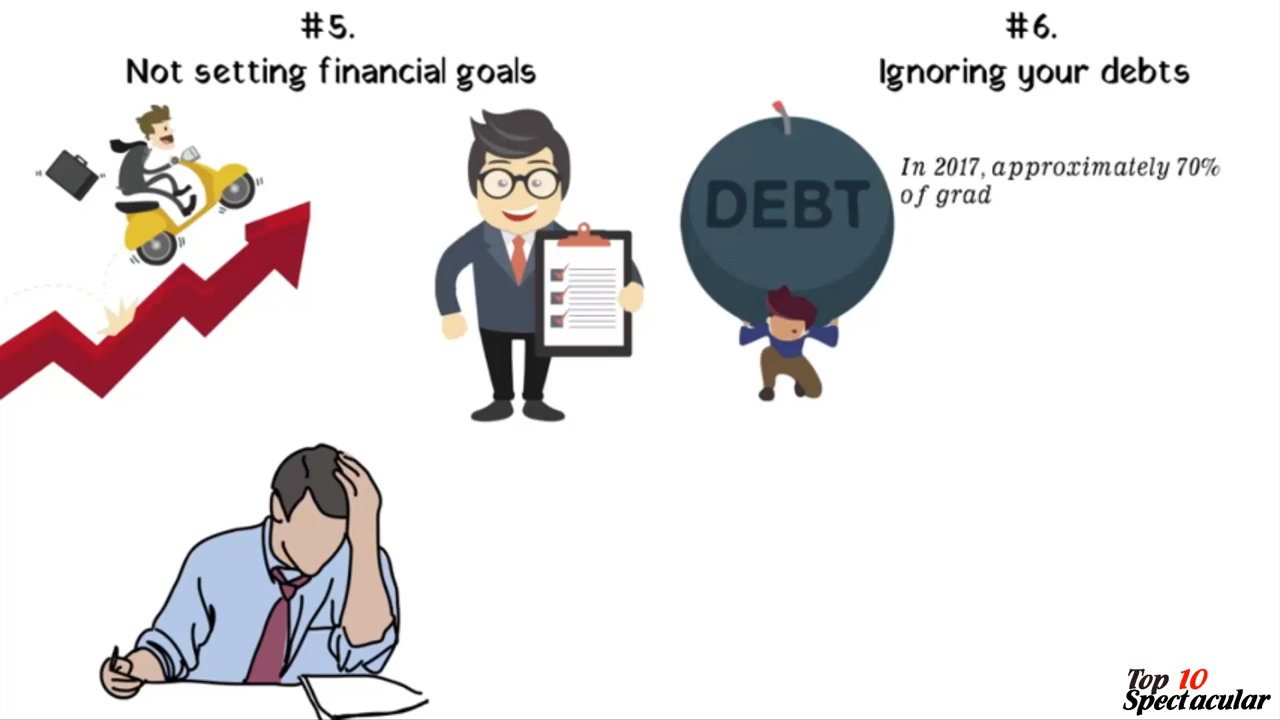 #5.
Not setting financial goals
#6.
Ignoring your debts
DEBT
In 2017, approximately 70%
of grad
Top 10
Spectacular